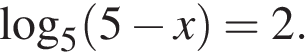 log₅(5 − x) = 2.